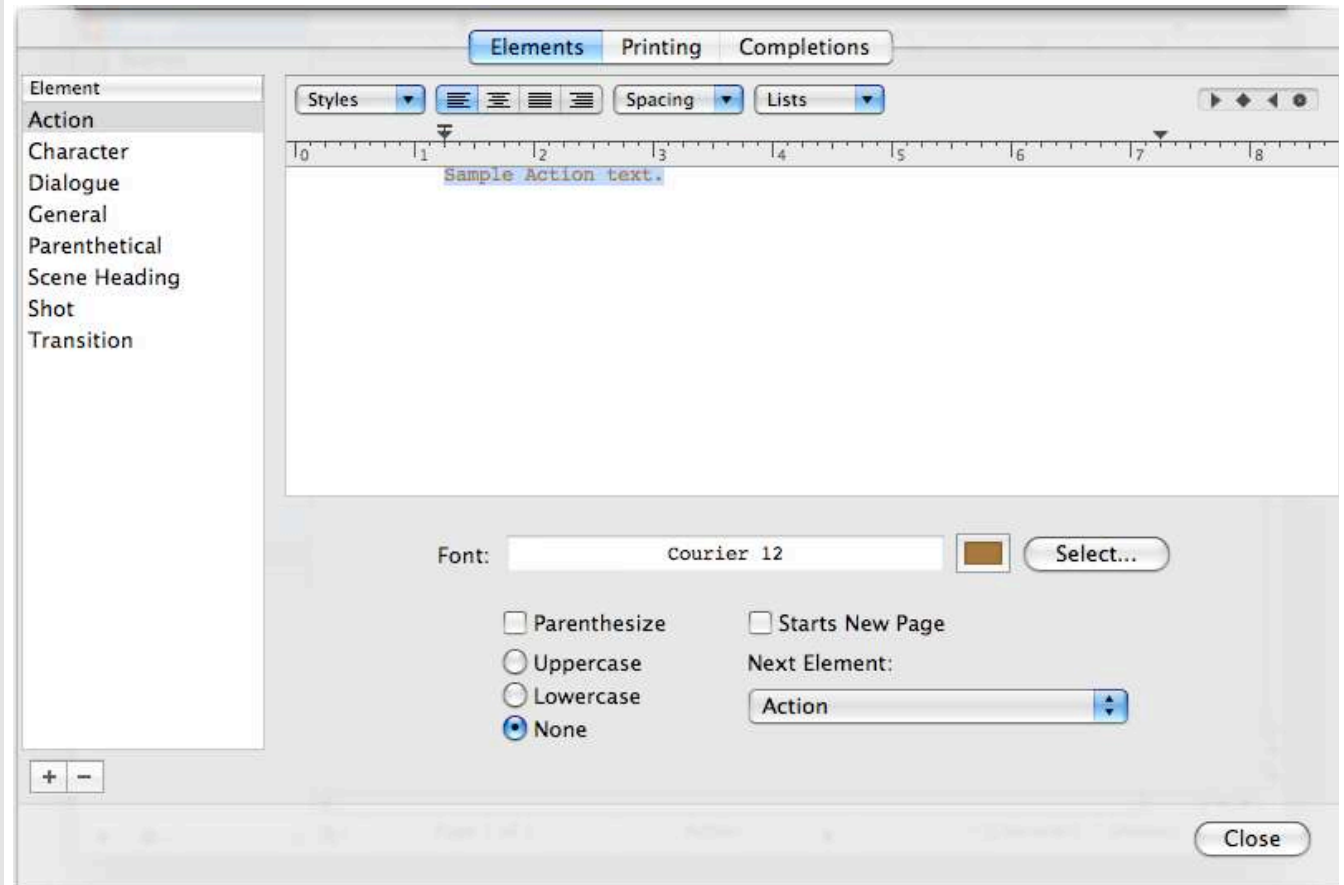 Elements Printing Completions
Element
Action
Character
Dialogue
General
Parenthetical
Scene Heading
Shot
Transition
Styles Spacing Lists
0 1 2 3 4 5 6 7 8
Sample Action text.
Font: Courier 12 Select...
Parenthesize Starts New Page
Uppercase Next Element:
Lowercase Action
None
+ −
Close